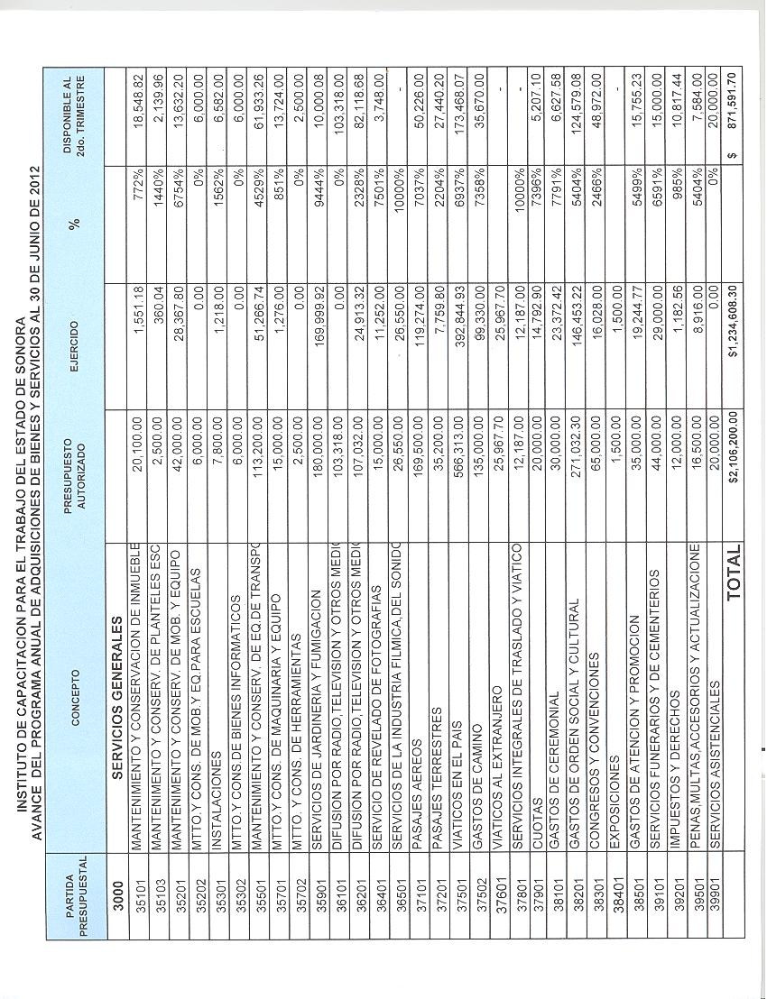 INSTITUTO DE CAPACITACION PARA EL TRABAJO DEL ESTADO DE SONORA
AVANCE DEL PROGRAMA ANUAL DE ADQUISICIONES DE BIENES Y SERVICIOS AL 30 DE JUNIO DE 2012
PARTIDA PRESUPUESTAL CONCEPTO PRESUPUESTO AUTORIZADO EJERCIDO % DISPONIBLE AL 2do. TRIMESTRE
3000 SERVICIOS GENERALES
35101 MANTENIMIENTO Y CONSERVACION DE INMUEBLE 20,100.00 1,551.18 772% 18,548.82
35103 MANTENIMIENTO Y CONSERV. DE PLANTELES ESC 2,500.00 360.04 1440% 2,139.96
35201 MANTENIMIENTO Y CONSERV. DE MOB. Y EQUIPO 42,000.00 28,367.80 6754% 13,632.20
35202 MTTO.Y CONS. DE MOB.Y EQ.PARA ESCUELAS 6,000.00 0.00 0% 6,000.00
35301 INSTALACIONES 7,800.00 1,218.00 1562% 6,582.00
35302 MTTO.Y CONS.DE BIENES INFORMATICOS 6,000.00 0.00 0% 6,000.00
35501 MANTENIMIENTO Y CONSERV. DE EQ.DE TRANSPO 113,200.00 51,266.74 4529% 61,933.26
35701 MTTO.Y CONS. DE MAQUINARIA Y EQUIPO 15,000.00 1,276.00 851% 13,724.00
35702 MTTO. Y CONS. DE HERRAMIENTAS 2,500.00 0.00 0% 2,500.00
35901 SERVICIOS DE JARDINERIA Y FUMIGACION 180,000.00 169,999.92 9444% 10,000.08
36101 DIFUSION POR RADIO,TELEVISION Y OTROS MEDIO 103,318.00 0.00 0% 103,318.00
36201 DIFUSION POR RADIO,TELEVISION Y OTROS MEDIO 107,032.00 24,913.32 2328% 82,118.68
36401 SERVICIO DE REVELADO DE FOTOGRAFIAS 15,000.00 11,252.00 7501% 3,748.00
36501 SERVICIOS DE LA INDUSTRIA FILMICA,DEL SONIDO 26,550.00 26,550.00 10000% -
37101 PASAJES AEREOS 169,500.00 119,274.00 7037% 50,226.00
37201 PASAJES TERRESTRES 35,200.00 7,759.80 2204% 27,440.20
37501 VIATICOS EN EL PAIS 566,313.00 392,844.93 6937% 173,468.07
37502 GASTOS DE CAMINO 135,000.00 99,330.00 7358% 35,670.00
37601 VIATICOS AL EXTRANJERO 25,967.70 25,967.70 -
37801 SERVICIOS INTEGRALES DE TRASLADO Y VIATICO 12,187.00 12,187.00 10000% -
37901 CUOTAS 20,000.00 14,792.90 7396% 5,207.10
38101 GASTOS DE CEREMONIAL 30,000.00 23,372.42 7791% 6,627.58
38201 GASTOS DE ORDEN SOCIAL Y CULTURAL 271,032.30 146,453.22 5404% 124,579.08
38301 CONGRESOS Y CONVENCIONES 65,000.00 16,028.00 2466% 48,972.00
38401 EXPOSICIONES 1,500.00 1,500.00 -
38501 GASTOS DE ATENCION Y PROMOCION 35,000.00 19,244.77 5499% 15,755.23
39101 SERVICIOS FUNERARIOS Y DE CEMENTERIOS 44,000.00 29,000.00 6591% 15,000.00
39201 IMPUESTOS Y DERECHOS 12,000.00 1,182.56 985% 10,817.44
39501 PENAS,MULTAS,ACCESORIOS Y ACTUALIZACIONE 16,500.00 8,916.00 5404% 7,584.00
39901 SERVICIOS ASISTENCIALES 20,000.00 0.00 0% 20,000.00
TOTAL $2,106,200.00 $1,234,608.30 $ 871,591.70